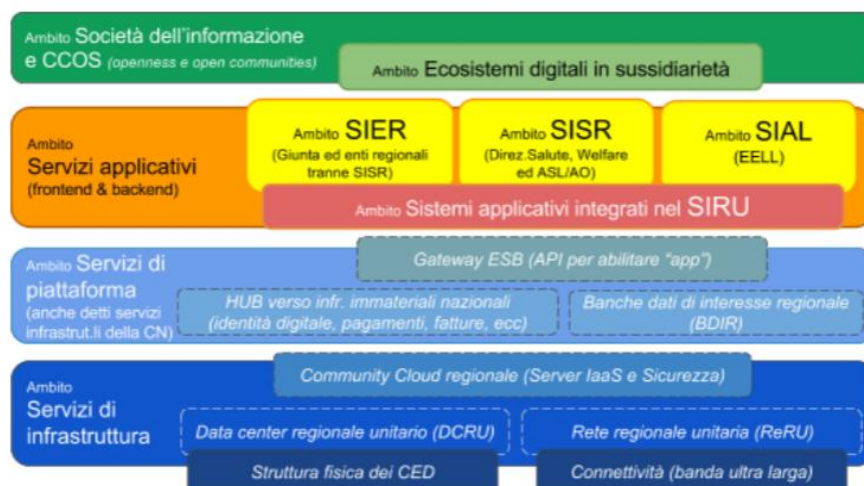 Ambito Società dell'informazione
e CCOS (openness e open communities)
Ambito Ecosistemi digitali in sussidiarietà
Ambito
Servizi applicativi
(frontend & backend)
Ambito SIER
(Giunta ed enti regionali
tranne SISR)
Ambito SISR
(Direz.Salute, Welfare
ed ASL/AO)
Ambito SIAL
(EELL)
Ambito Sistemi applicativi integrati nel SIRU
Ambito Servizi di
piattaforma
(anche detti servizi
infrastrut.li della CN)
Gateway ESB (API per abilitare "app")
HUB verso infr. immateriali nazionali
(identità digitale, pagamenti, fatture, ecc)
Banche dati di interesse regionale
(BDIR)
Ambito
Servizi di
infrastruttura
Community Cloud regionale (Server IaaS e Sicurezza)
Data center regionale unitario (DCRU)
Rete regionale unitaria (ReRU)
Struttura fisica dei CED
Connettività (banda ultra larga)